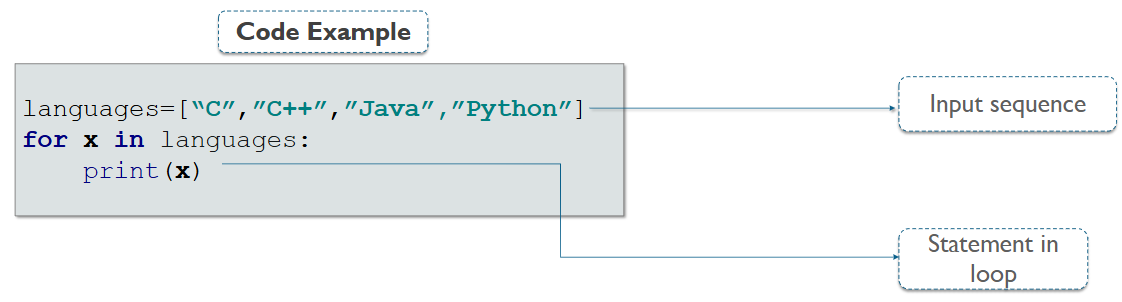 Code Example
languages=[“C”,”C++”,”Java”,”Python”]
for x in languages:
    print(x)
Input sequence
Statement in
loop